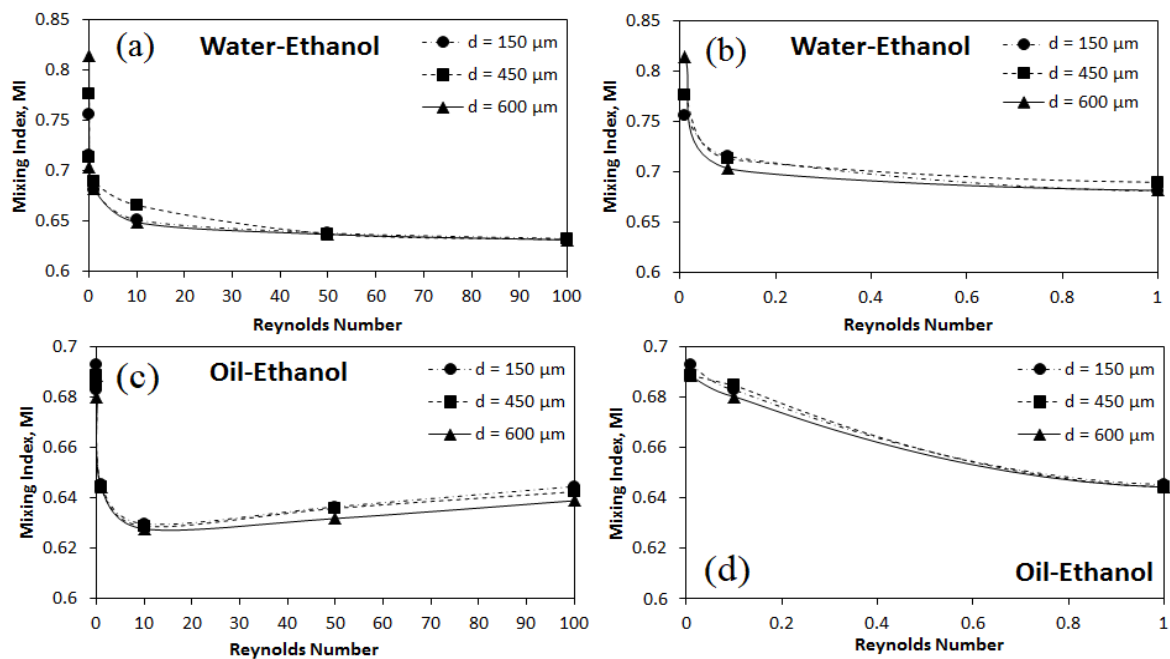 (a)
Water-Ethanol
d = 150 μm
d = 450 μm
d = 600 μm
Mixing Index, MI
0.85
0.8
0.75
0.7
0.65
0.6
0 10 20 30 40 50 60 70 80 90 100
Reynolds Number
(b)
Water-Ethanol
d = 150 μm
d = 450 μm
d = 600 μm
Mixing Index, MI
0.85
0.8
0.75
0.7
0.65
0.6
0 0.2 0.4 0.6 0.8 1
Reynolds Number
(c)
Oil-Ethanol
d = 150 μm
d = 450 μm
d = 600 μm
Mixing Index, MI
0.7
0.68
0.66
0.64
0.62
0.6
0 10 20 30 40 50 60 70 80 90 100
Reynolds Number
d = 150 μm
d = 450 μm
d = 600 μm
Mixing Index, MI
0.7
0.68
0.66
0.64
0.62
0.6
(d)
Oil-Ethanol
0 0.2 0.4 0.6 0.8 1
Reynolds Number